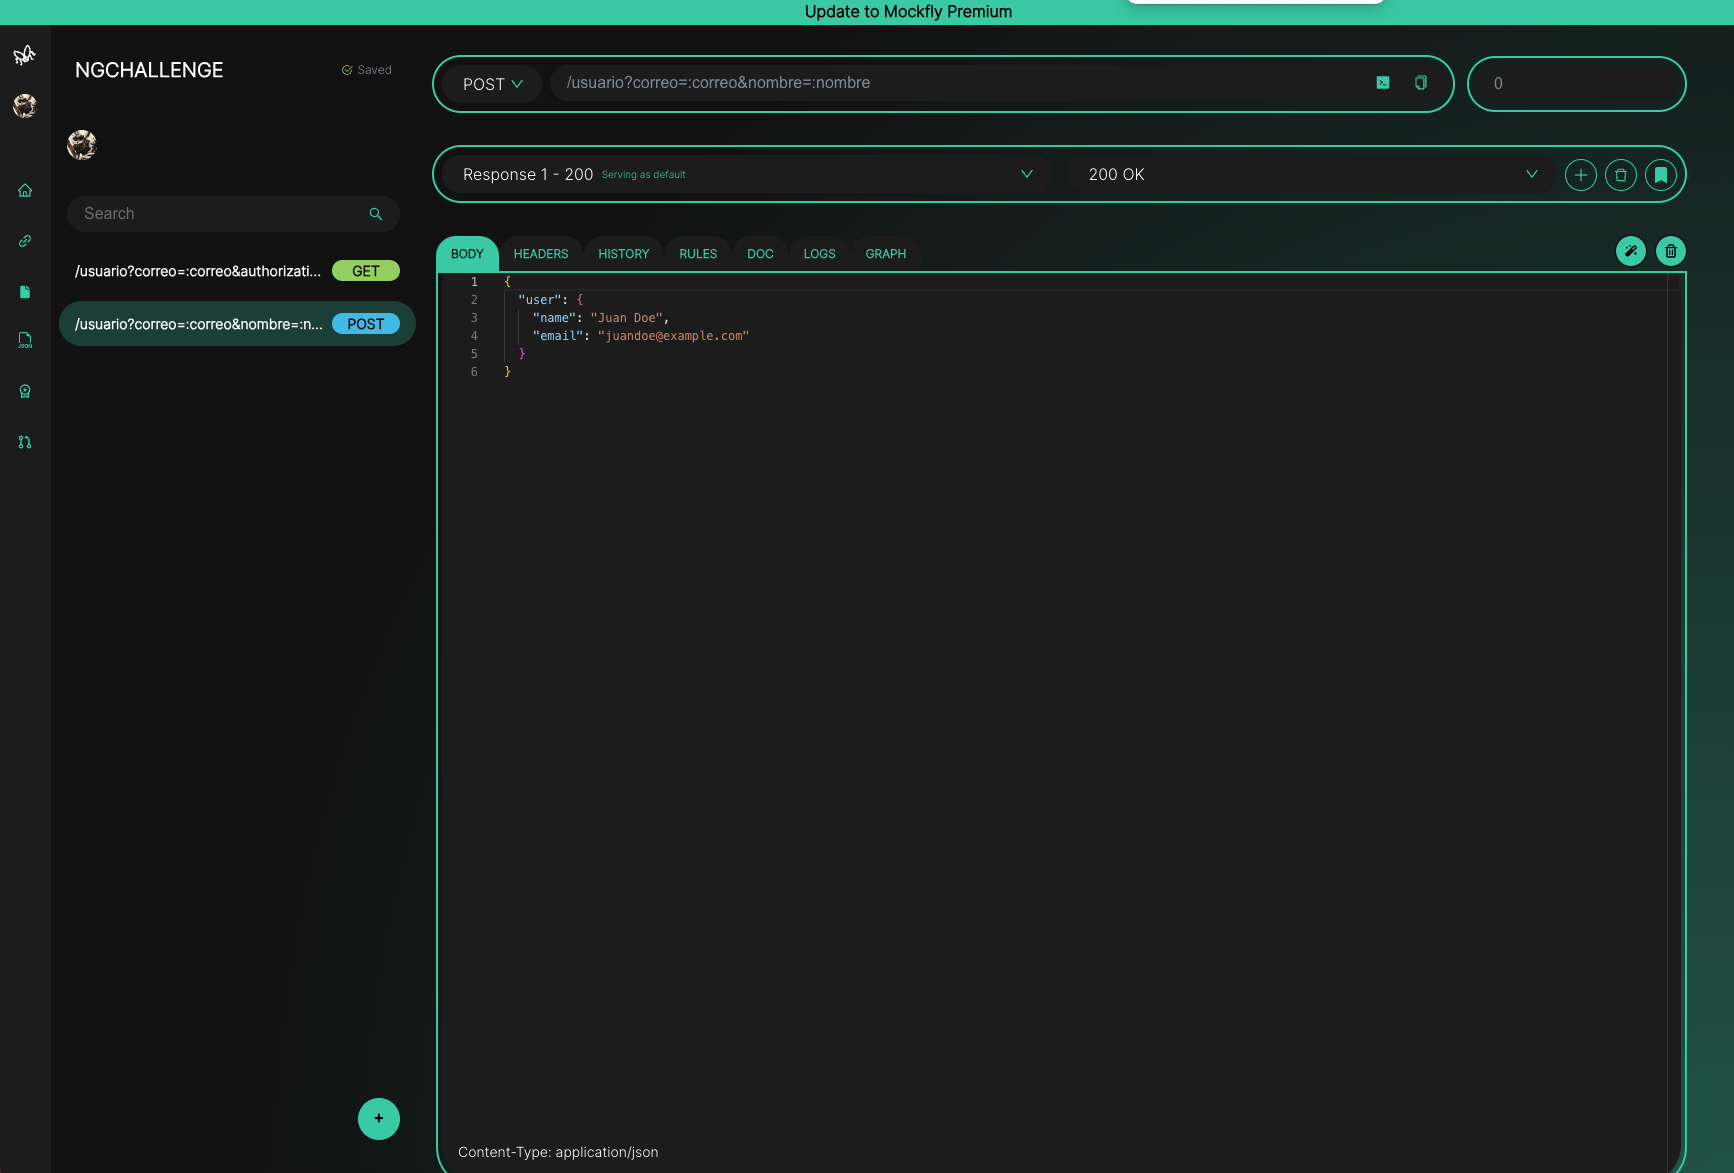 Update to Mockfly Premium
NGCHALLENGE
Saved
Search
/usuario?correo=:correo&authorizati... GET
/usuario?correo=:correo&nombre=:n... POST
JSON
+
POST /usuario?correo=:correo&nombre=:nombre
0
Response 1 - 200 Serving as default
200 OK
BODY HEADERS HISTORY RULES DOC LOGS GRAPH
1 {
2 "user": {
3 "name": "Juan Doe",
4 "email": "juandoe@example.com"
5 }
6 }
Content-Type: application/json